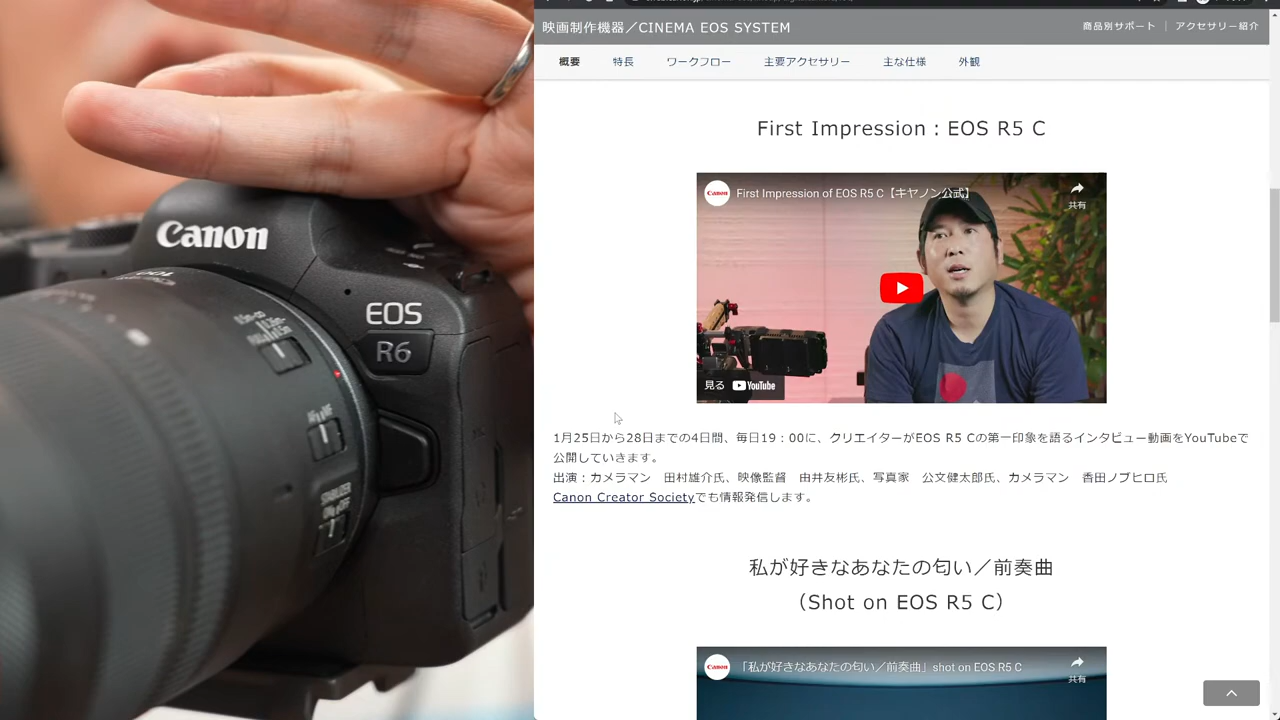 Canon
EOS
R6
STABILIZER
映画制作機器／CINEMA EOS SYSTEM
商品別サポート
アクセサリー紹介
概要
特長
ワークフロー
主要アクセサリー
主な仕様
外観
First Impression：EOS R5 C
Canon
First Impression of EOS R5 C【キヤノン公式】
共有
見る YouTube
1月25日から28日までの4日間、毎日19：00に、クリエイターがEOS R5 Cの第一印象を語るインタビュー動画をYouTubeで
公開していきます。
出演：カメラマン　田村雄介氏、映像監督　由井友彬氏、写真家　公文健太郎氏、カメラマン　香田ノブヒロ氏
Canon Creator Societyでも情報発信します。
私が好きなあなたの匂い／前奏曲
（Shot on EOS R5 C）
Canon
「私が好きなあなたの匂い／前奏曲」shot on EOS R5 C
共有